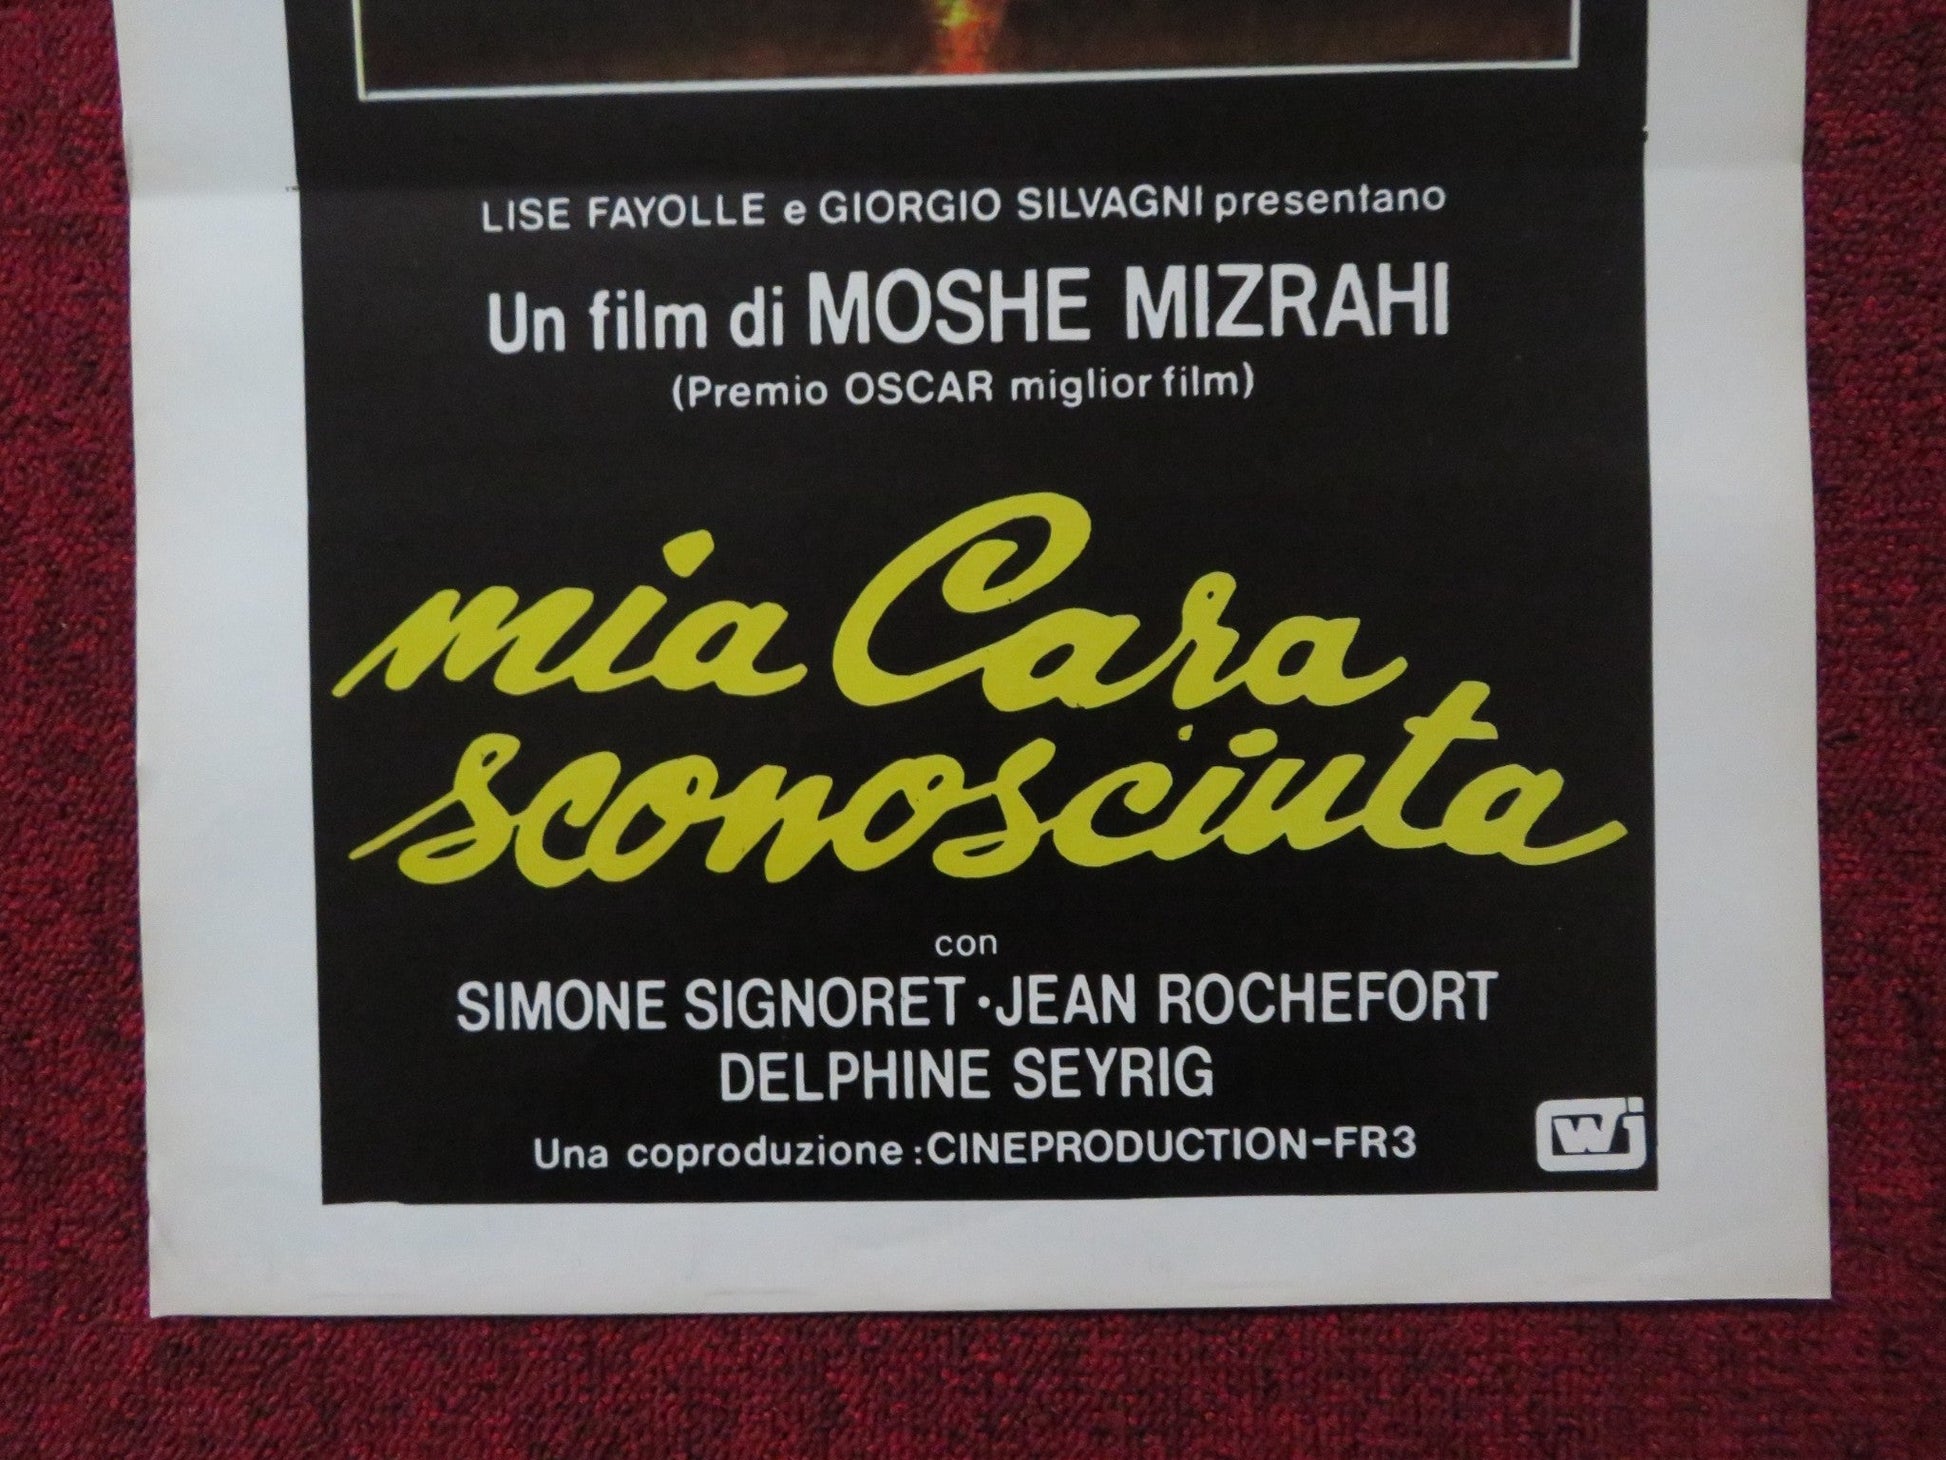 LISE FAYOLLE e GIORGIO SILVAGNI presentano
Un film di MOSHE MIZRAHI
(Premio OSCAR miglior film)
mia Cara
sconosciuta
con
SIMONE SIGNORET · JEAN ROCHEFORT
DELPHINE SEYRIG
Una coproduzione : CINEPRODUCTION-FR3